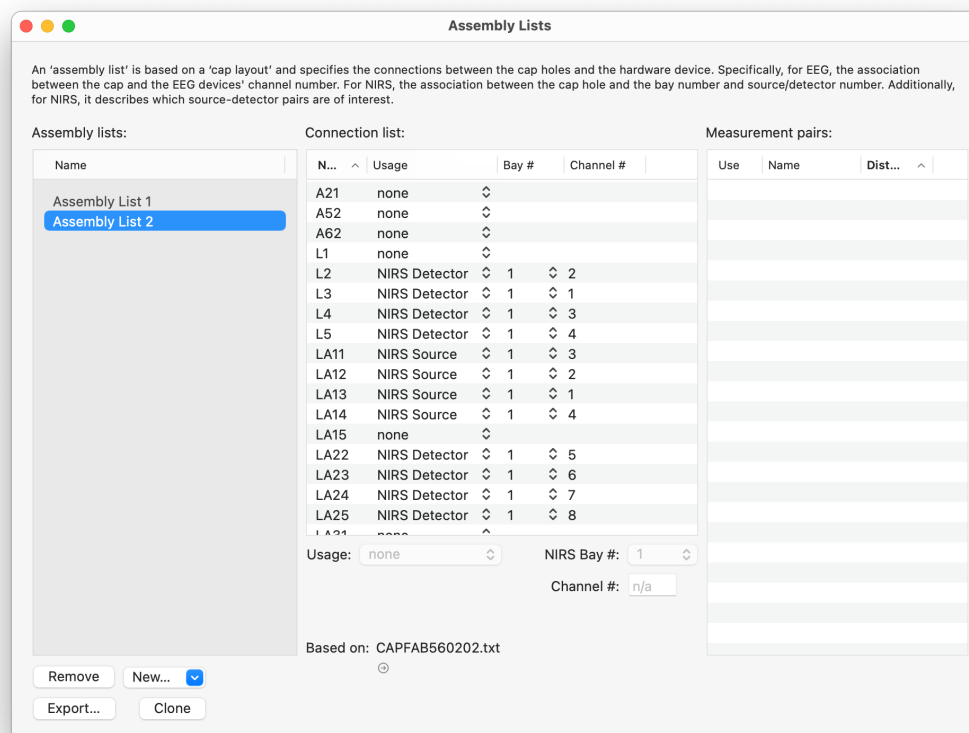 Assembly Lists
An ‘assembly list’ is based on a ‘cap layout’ and specifies the connections between the cap holes and the hardware device. Specifically, for EEG, the association
between the cap and the EEG devices' channel number. For NIRS, the association between the cap hole and the bay number and source/detector number. Additionally,
for NIRS, it describes which source-detector pairs are of interest.
Assembly lists:
Name
Assembly List 1
Assembly List 2
Remove New...
Export... Clone
Connection list:
N... Usage Bay # Channel #
A21 none
A52 none
A62 none
L1 none
L2 NIRS Detector 1 2
L3 NIRS Detector 1 1
L4 NIRS Detector 1 3
L5 NIRS Detector 1 4
LA11 NIRS Source 1 3
LA12 NIRS Source 1 2
LA13 NIRS Source 1 1
LA14 NIRS Source 1 4
LA15 none
LA22 NIRS Detector 1 5
LA23 NIRS Detector 1 6
LA24 NIRS Detector 1 7
LA25 NIRS Detector 1 8
LA31 none
Usage: none NIRS Bay #: 1
Channel #: n/a
Based on: CAPFAB560202.txt
Measurement pairs:
Use Name Dist...